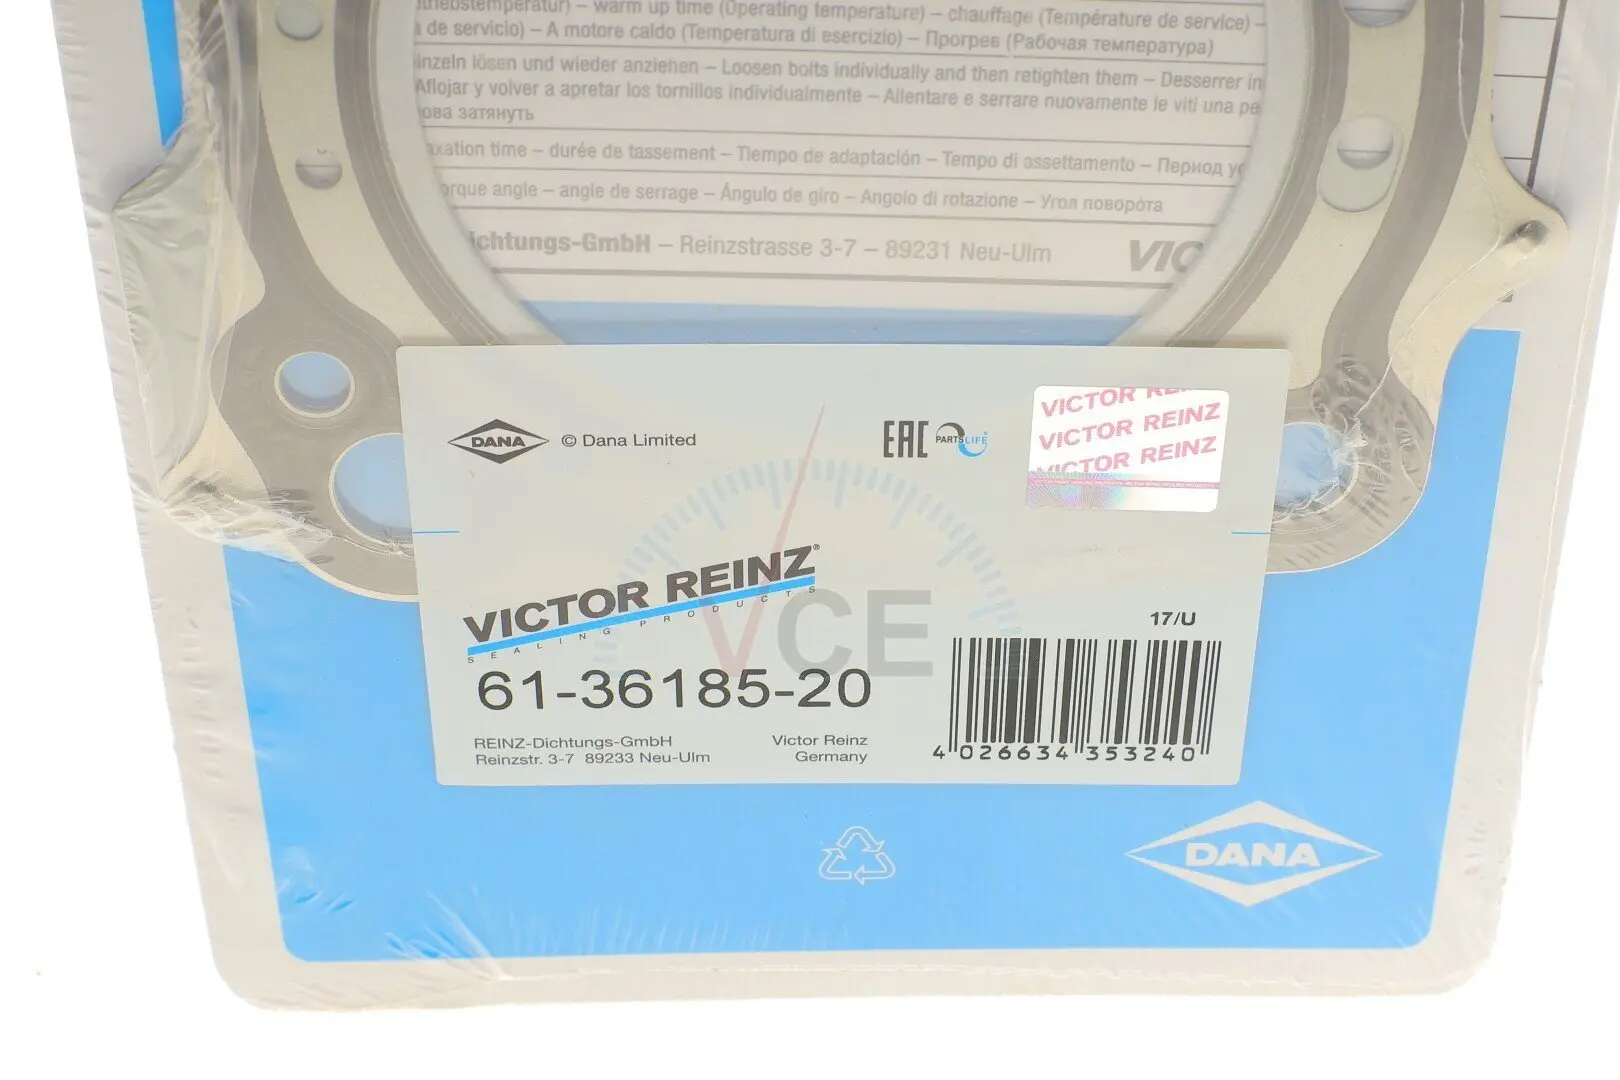 triebstemperatur) – warm up time (Operating temperature) – chauffage (Température de service) –
de servicio) – A motore caldo (Temperatura di esercizio) – Прогрев (Рабочая температура)
inzeln lösen und wieder anziehen – Loosen bolts individually and then retighten them – Desserrer in
Aflojar y volver a apretar los tornillos individualmente – Allentare e serrare nuovamente le viti una pe
ова затянуть
axation time – durée de tassement – Tiempo de adaptación – Tempo di assettamento – Период ус
orque angle – angle de serrage – Ángulo de giro – Angolo di rotazione – Угол поворота
ichtungs-GmbH – Reinzstrasse 3-7 – 89231 Neu-Ulm
VIC
DANA © Dana Limited
EAC PARTSLIFE®
VICTOR REINZ
VICTOR REINZ
VICTOR REINZ
VICTOR REINZ®
SEALING PRODUCTS
VCE
17/U
61-36185-20
REINZ-Dichtungs-GmbH
Reinzstr. 3-7 89233 Neu-Ulm
Victor Reinz
Germany
4 026634 353240
DANA